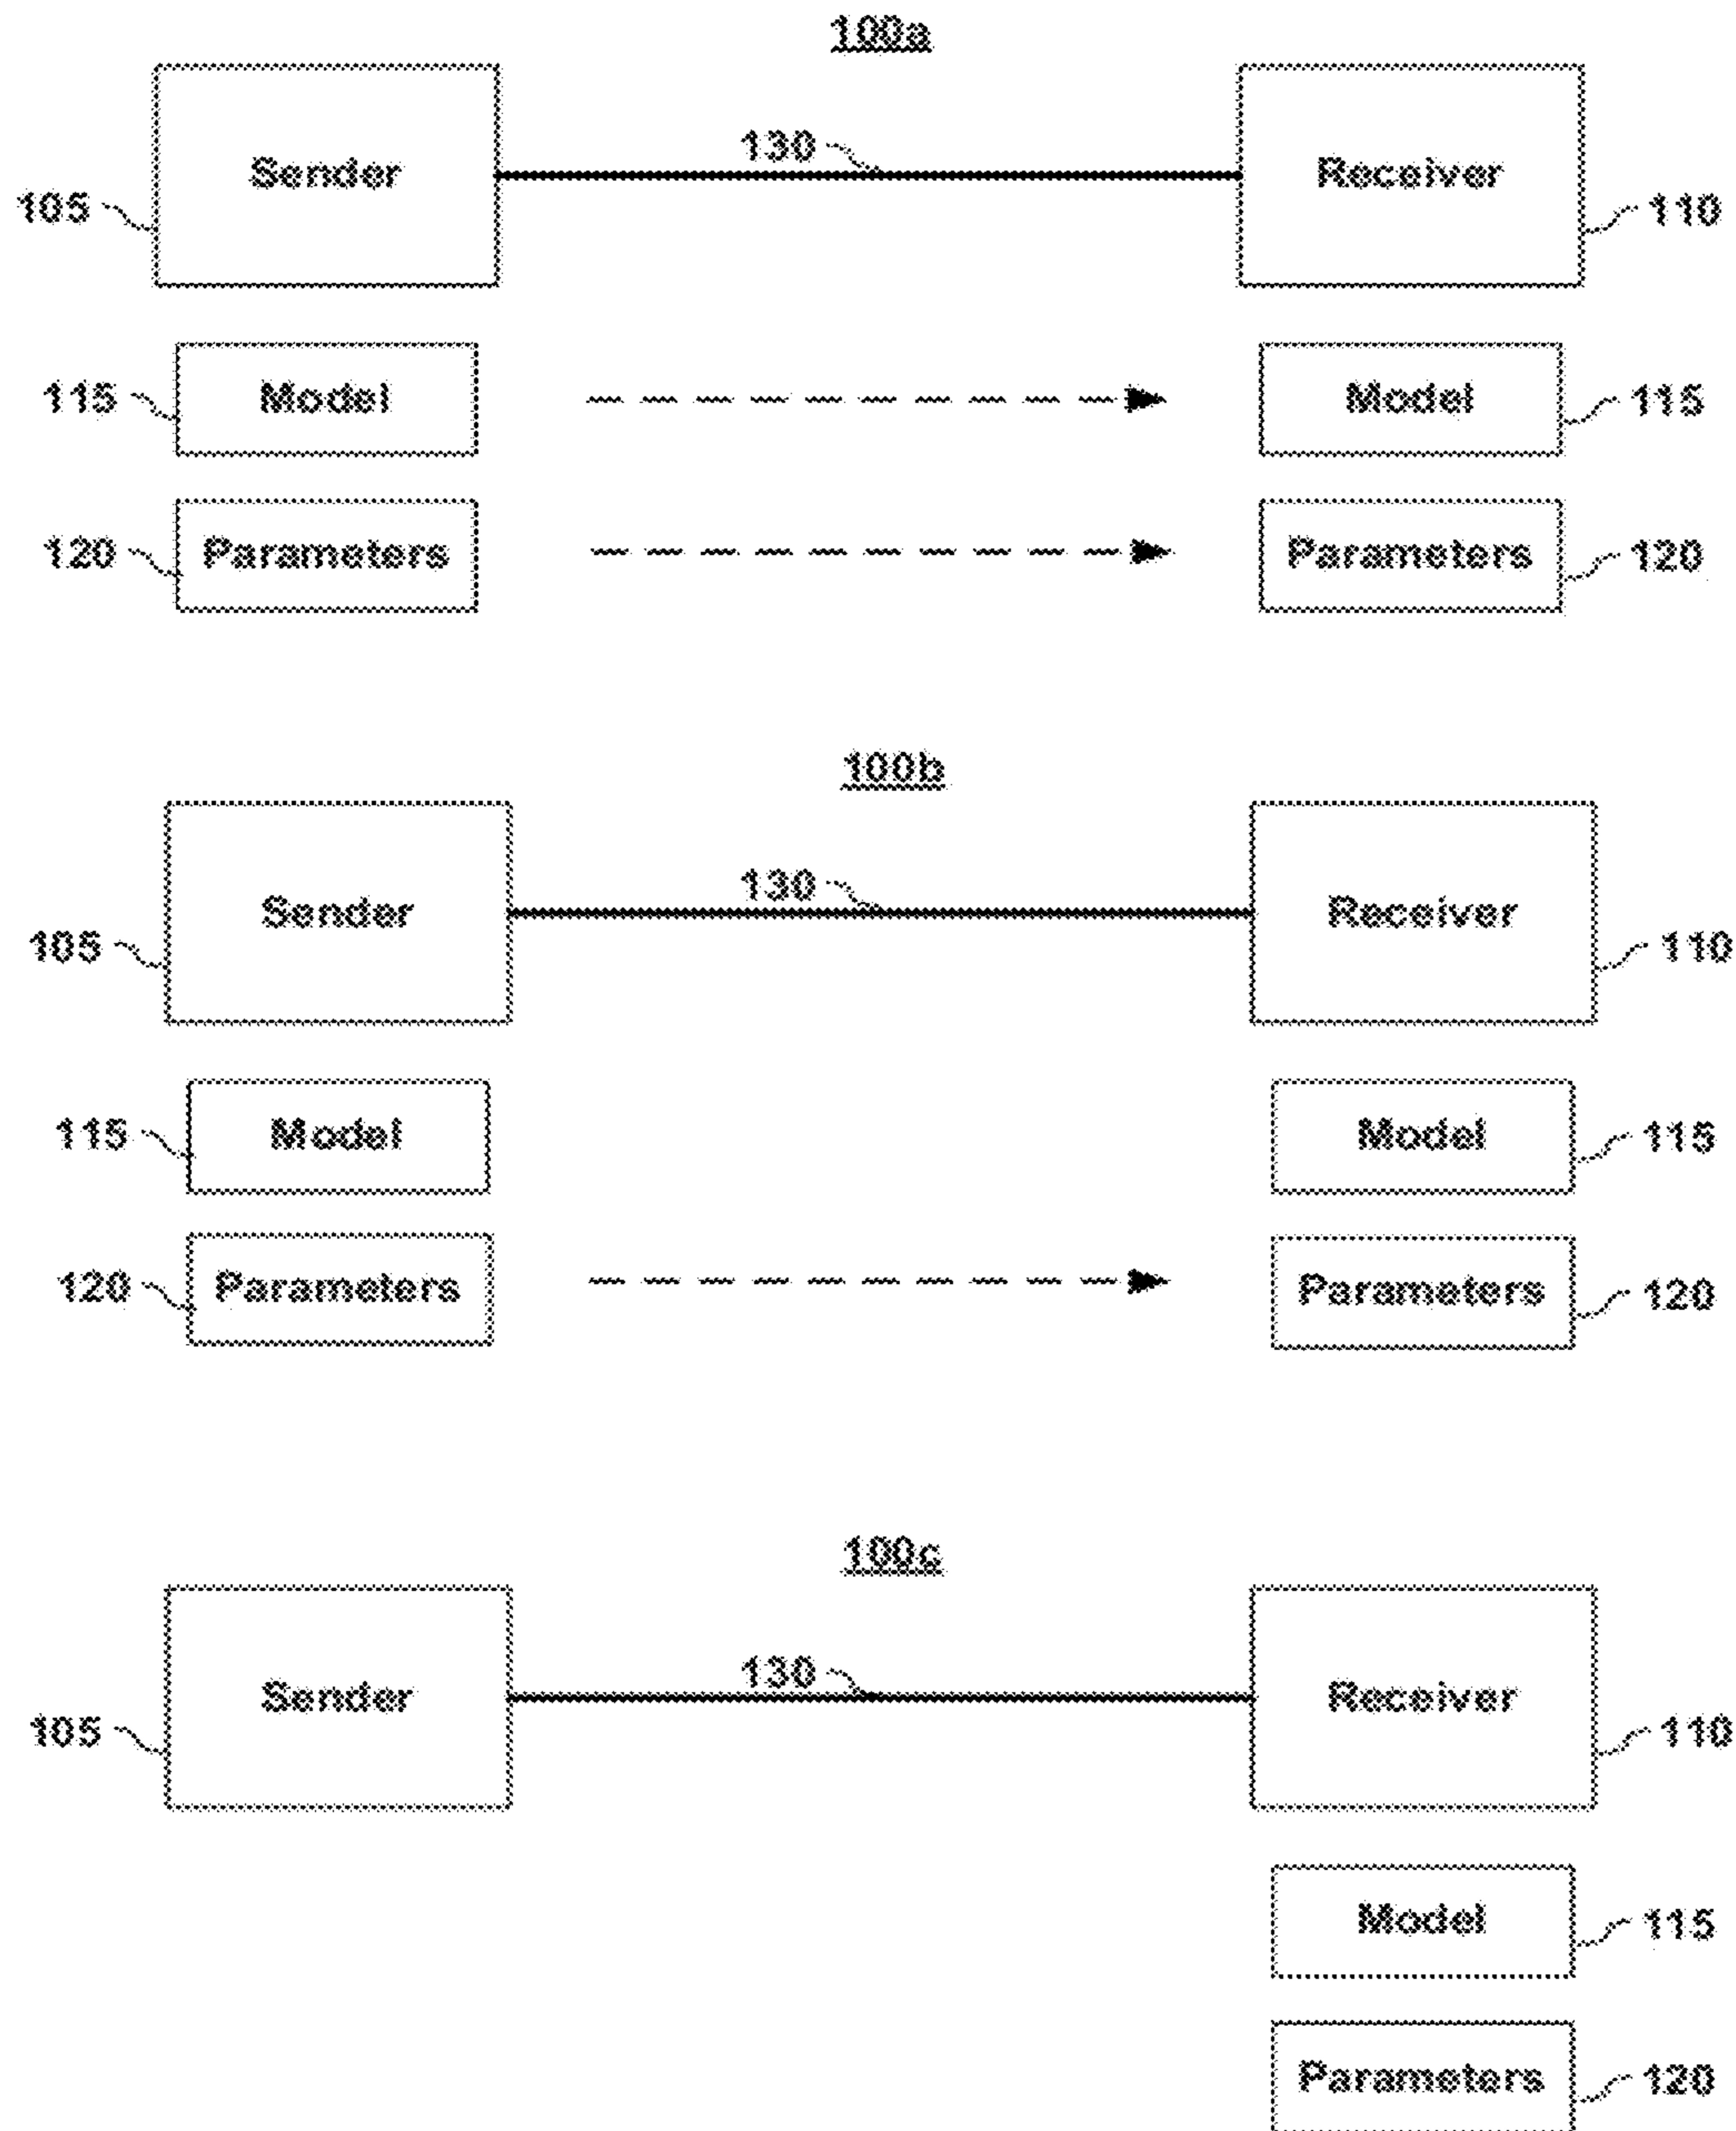 100a
130
Sender Receiver
105 110
115 Model Model 115
120 Parameters Parameters 120
100b
130
Sender Receiver
105 110
115 Model Model 115
120 Parameters Parameters 120
100c
130
Sender Receiver
105 110
Model 115
Parameters 120